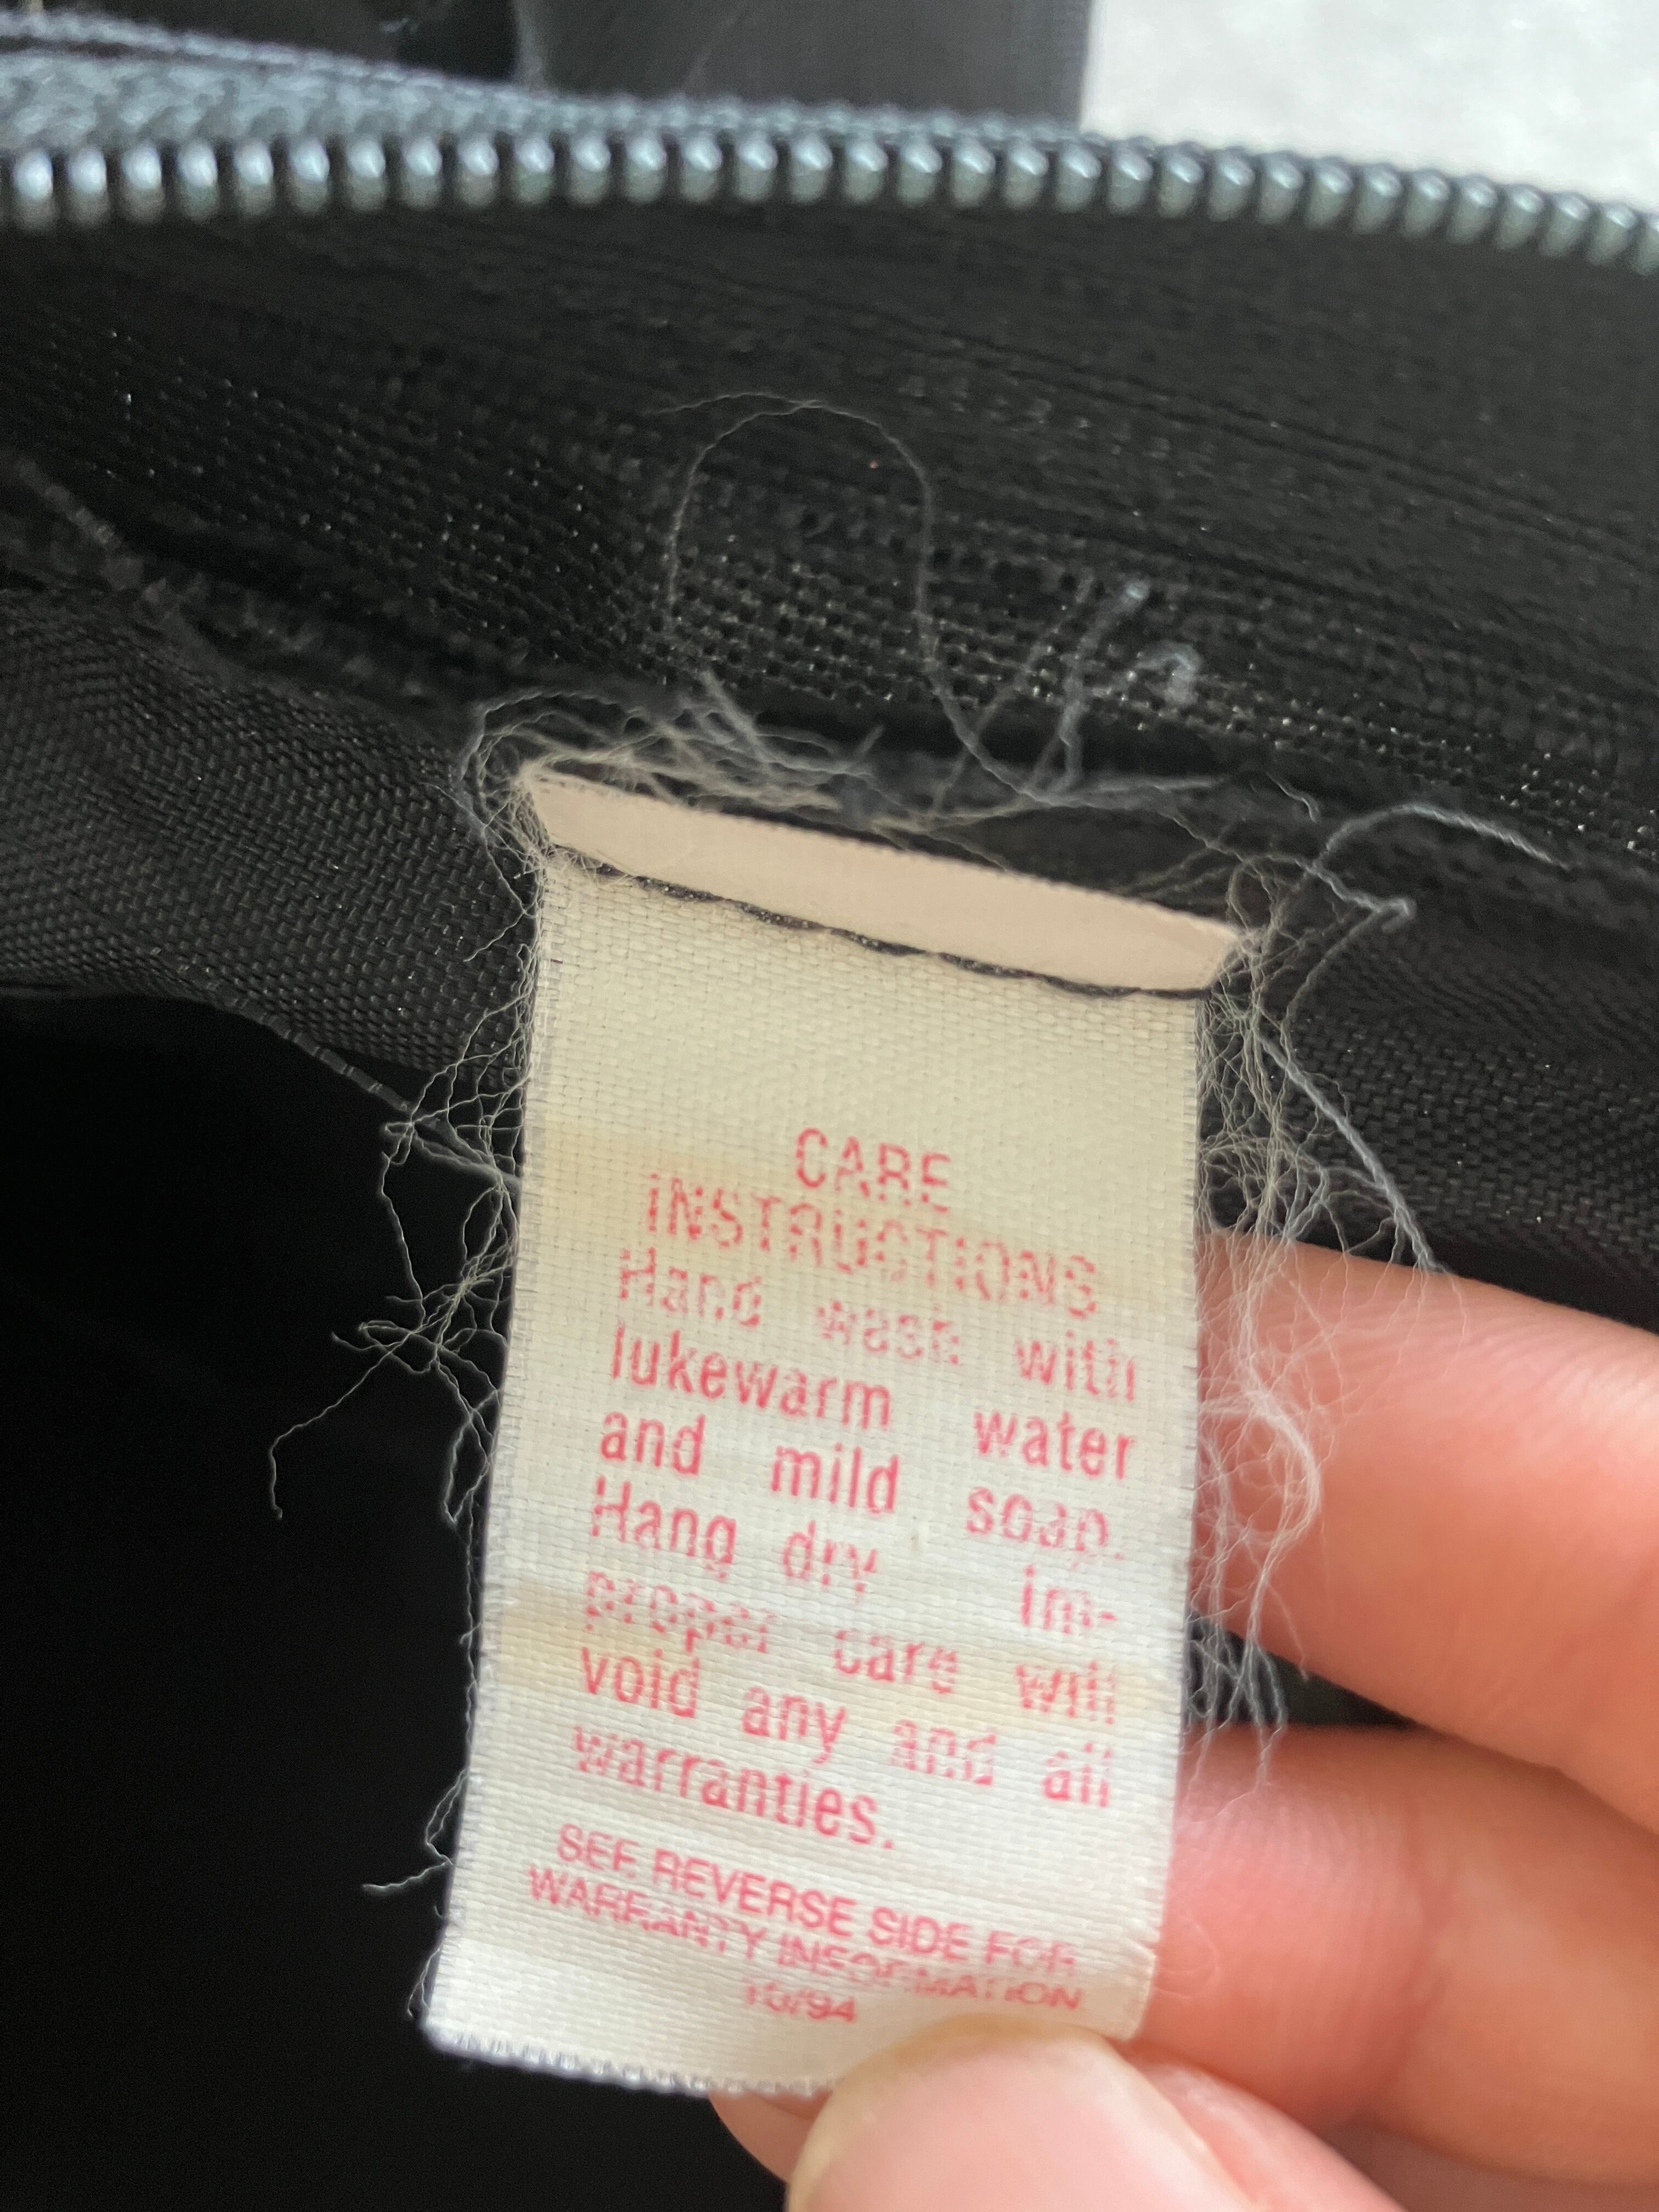 CARE
INSTRUCTIONS
Hand wash with
lukewarm water
and mild soap.
Hang dry im-
proper care will
void any and all
warranties.
SEE REVERSE SIDE FOR
WARRANTY INFORMATION
10/94